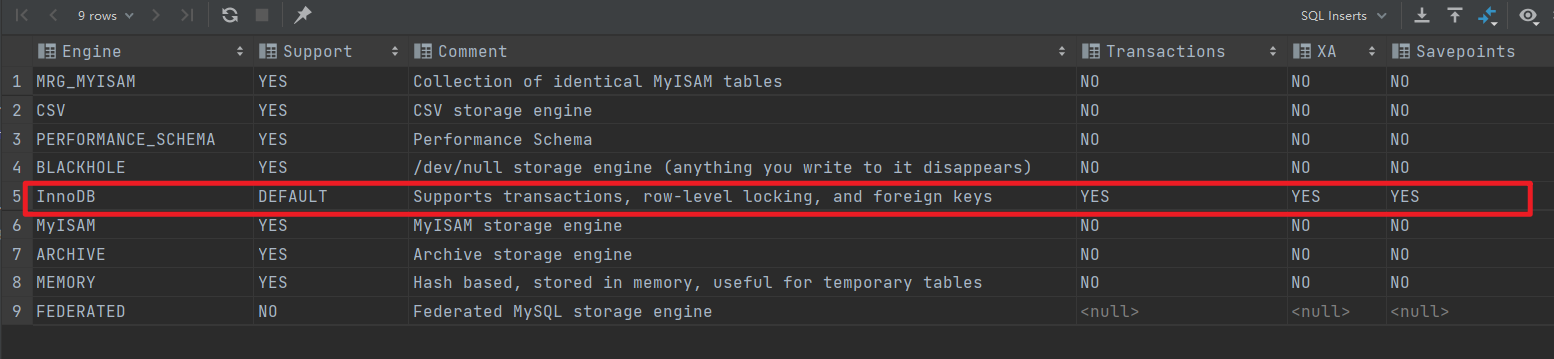 9 rows SQL Inserts
Engine Support Comment Transactions XA Savepoints
1 MRG_MYISAM YES Collection of identical MyISAM tables NO NO NO
2 CSV YES CSV storage engine NO NO NO
3 PERFORMANCE_SCHEMA YES Performance Schema NO NO NO
4 BLACKHOLE YES /dev/null storage engine (anything you write to it disappears) NO NO NO
5 InnoDB DEFAULT Supports transactions, row-level locking, and foreign keys YES YES YES
6 MyISAM YES MyISAM storage engine NO NO NO
7 ARCHIVE YES Archive storage engine NO NO NO
8 MEMORY YES Hash based, stored in memory, useful for temporary tables NO NO NO
9 FEDERATED NO Federated MySQL storage engine <null> <null> <null>